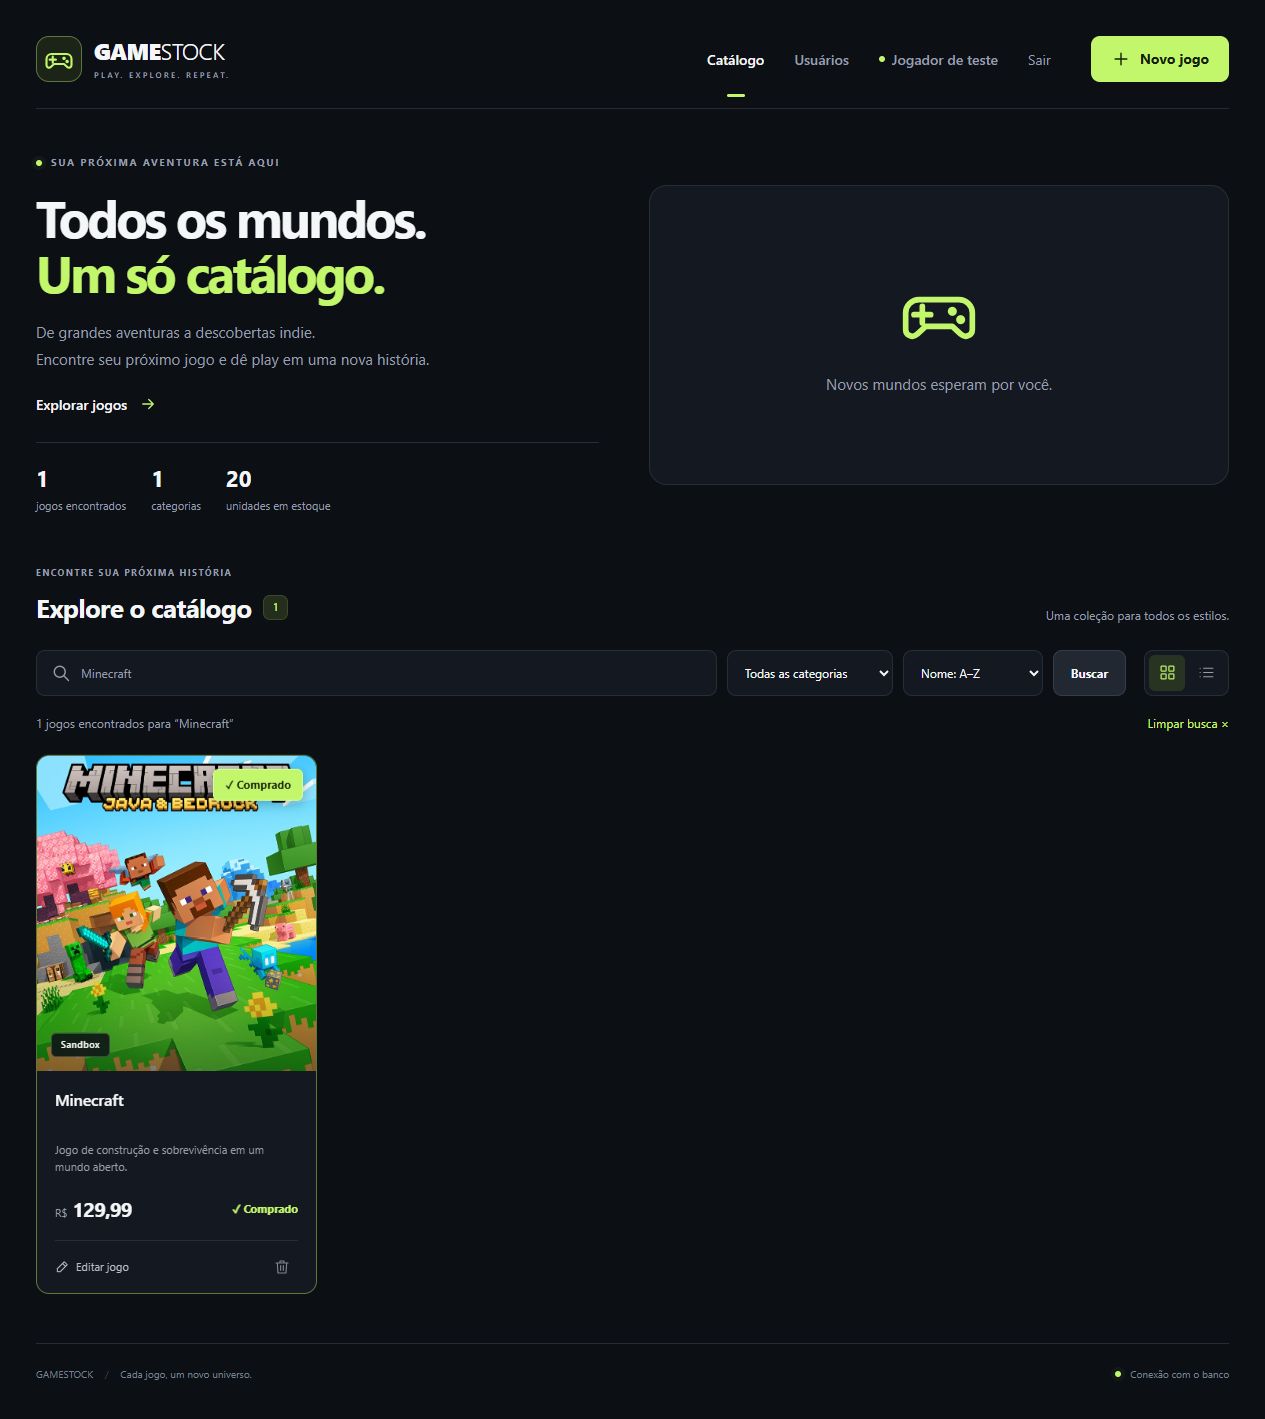 GAMESTOCK
PLAY. EXPLORE. REPEAT.
Catálogo
Usuários
Jogador de teste
Sair
Novo jogo
SUA PRÓXIMA AVENTURA ESTÁ AQUI
Todos os mundos.
Um só catálogo.
De grandes aventuras a descobertas indie.
Encontre seu próximo jogo e dê play em uma nova história.
Explorar jogos
Novos mundos esperam por você.
1
jogos encontrados
1
categorias
20
unidades em estoque
ENCONTRE SUA PRÓXIMA HISTÓRIA
Explore o catálogo 1
Uma coleção para todos os estilos.
Minecraft
Todas as categorias
Nome: A–Z
Buscar
1 jogos encontrados para “Minecraft”
Limpar busca ×
✓ Comprado
JAVA & BEDROCK
Sandbox
Minecraft
Jogo de construção e sobrevivência em um
mundo aberto.
R$ 129,99
✓ Comprado
Editar jogo
GAMESTOCK / Cada jogo, um novo universo.
Conexão com o banco